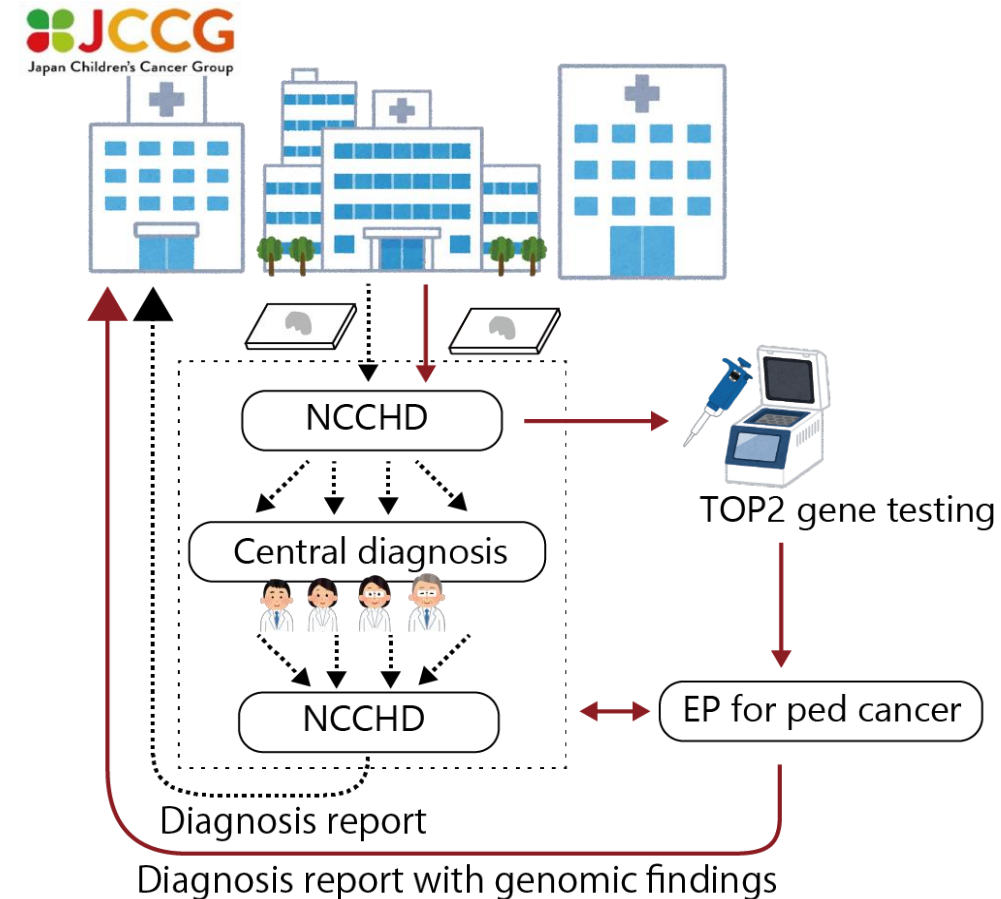 JCCG
Japan Children's Cancer Group
NCCHD
TOP2 gene testing
Central diagnosis
NCCHD
EP for ped cancer
Diagnosis report
Diagnosis report with genomic findings